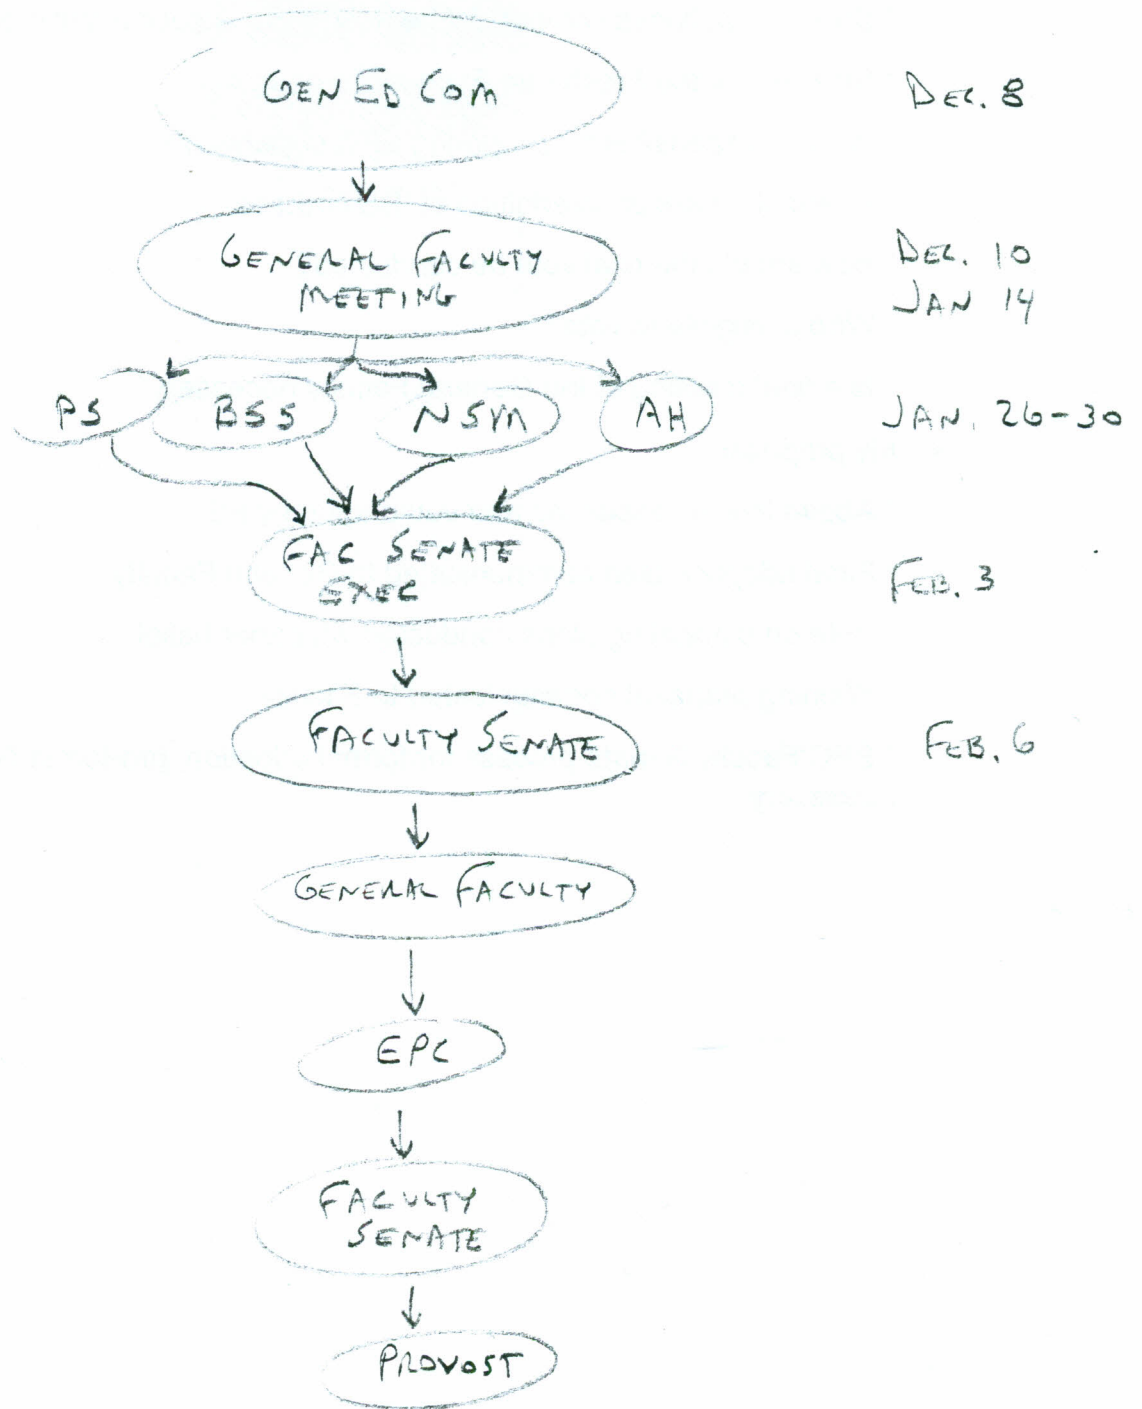 GEN ED COM
DEC. 8
GENERAL FACULTY
MEETING
DEC. 10
JAN 14
PS
BSS
NSM
AH
JAN. 26-30
FAC SENATE
EXEC
FEB. 3
FACULTY SENATE
FEB. 6
GENERAL FACULTY
EPC
FACULTY
SENATE
PROVOST